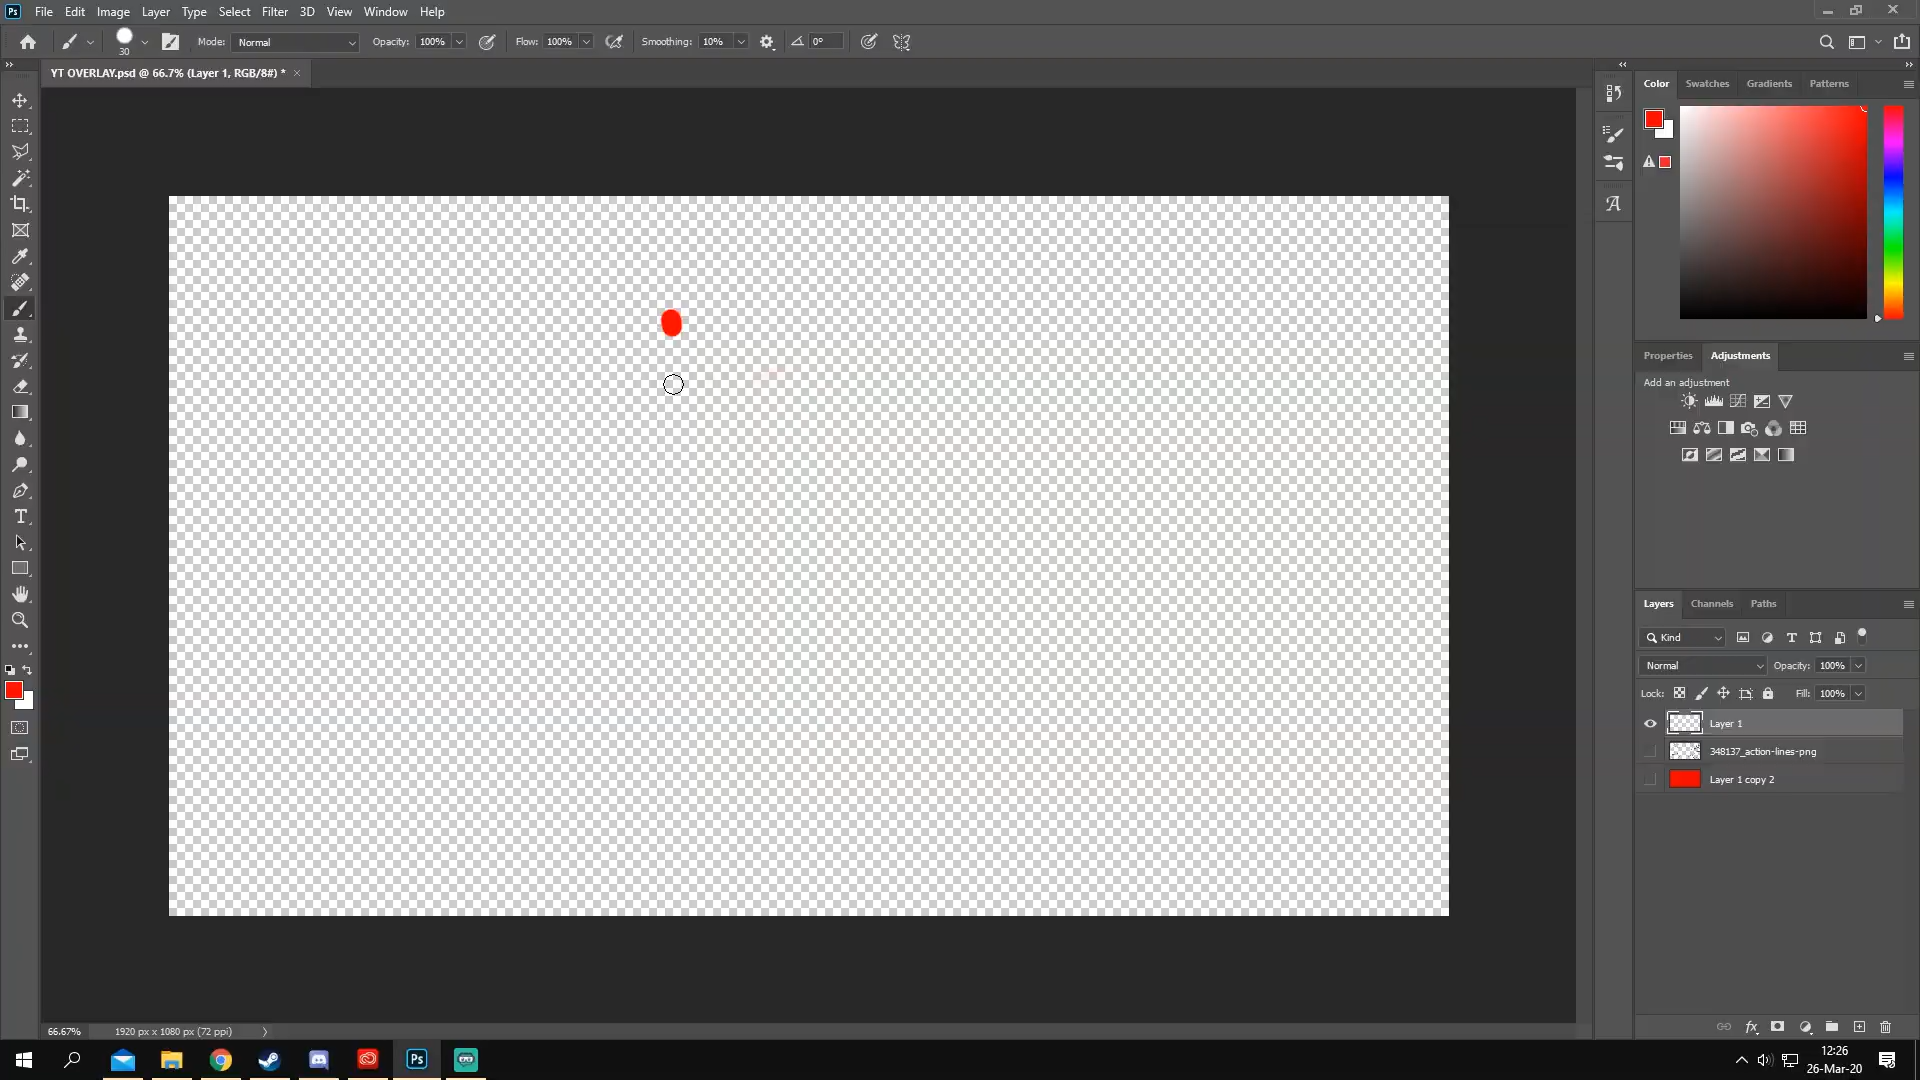 Ps File Edit Image Layer Type Select Filter 3D View Window Help
30 Mode: Normal Opacity: 100% Flow: 100% Smoothing: 10% 0°
YT OVERLAY.psd @ 66.7% (Layer 1, RGB/8#) *
Color Swatches Gradients Patterns
Properties Adjustments
Add an adjustment
Layers Channels Paths
Kind
Normal Opacity: 100%
Lock: Fill: 100%
Layer 1
348137_action-lines-png
Layer 1 copy 2
66.67% 1920 px x 1080 px (72 ppi)
Ps
12:26
26-Mar-20